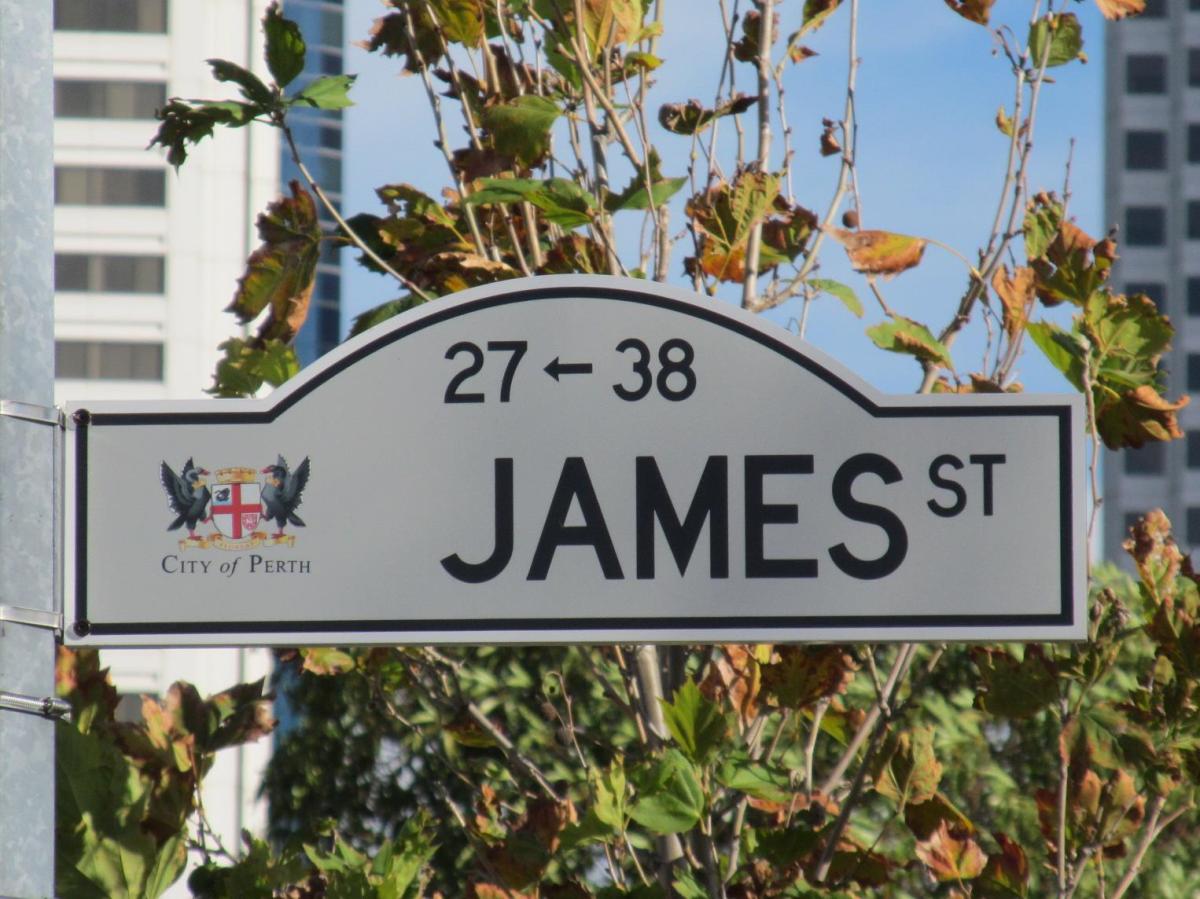 27 ← 38
JAMES ST
CITY of PERTH